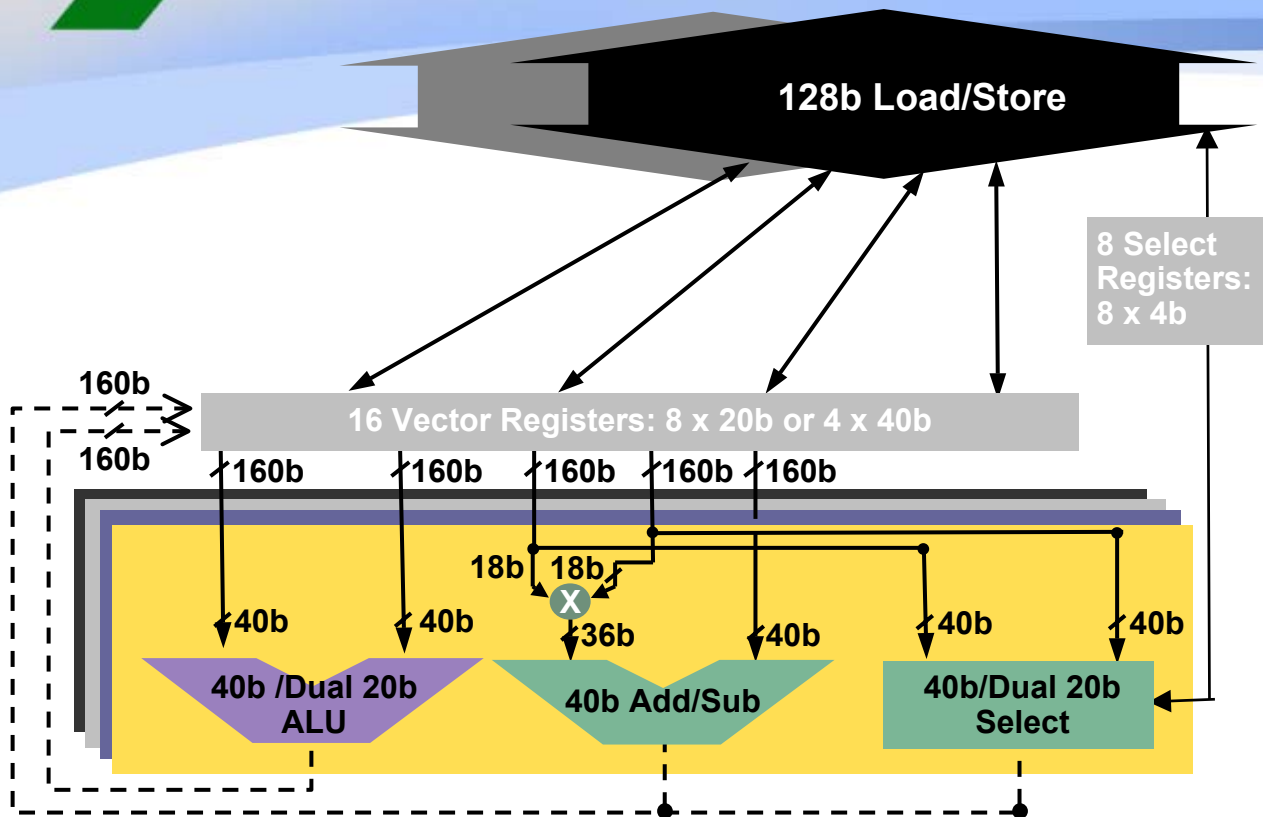 128b Load/Store
8 Select
Registers:
8 x 4b
160b
16 Vector Registers: 8 x 20b or 4 x 40b
160b
160b
160b
160b
160b
160b
18b
18b
X
40b
40b
36b
40b
40b
40b
40b /Dual 20b
ALU
40b Add/Sub
40b/Dual 20b
Select